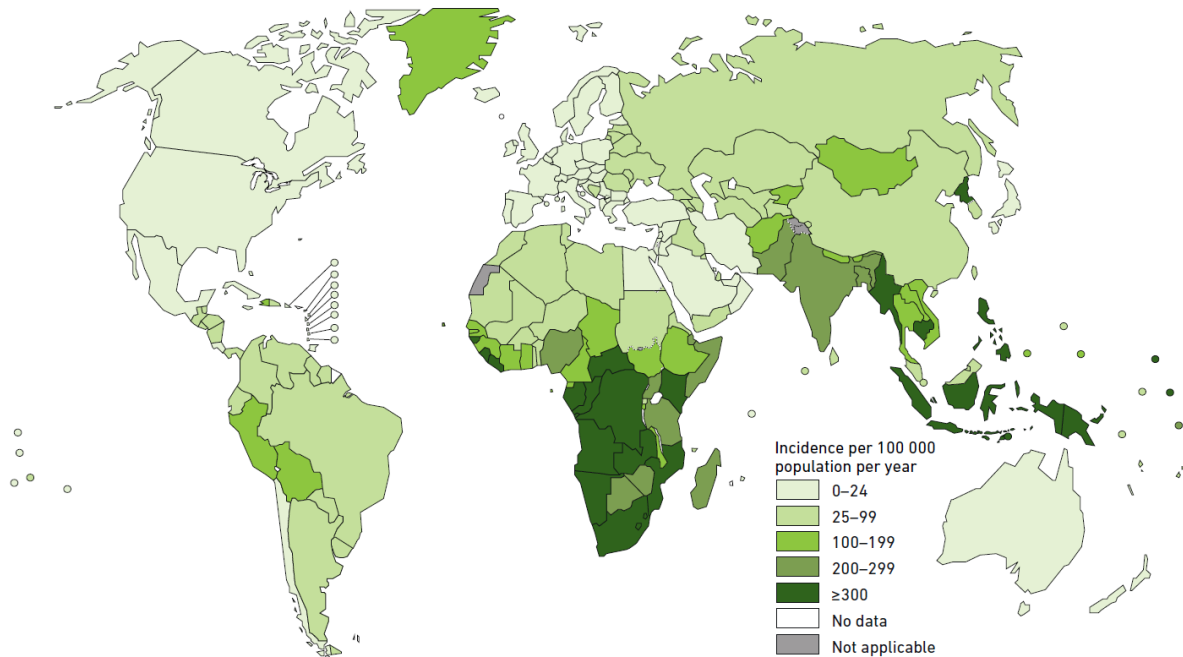 Incidence per 100 000
population per year
0–24
25–99
100–199
200–299
≥300
No data
Not applicable